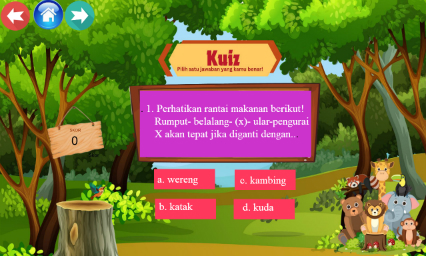 Kuiz
Pilih satu jawaban yang kamu benar!
SKOR
0
1. Perhatikan rantai makanan berikut!
Rumput- belalang- (x)- ular-pengurai
X akan tepat jika diganti dengan..
a. wereng
c. kambing
b. katak
d. kuda